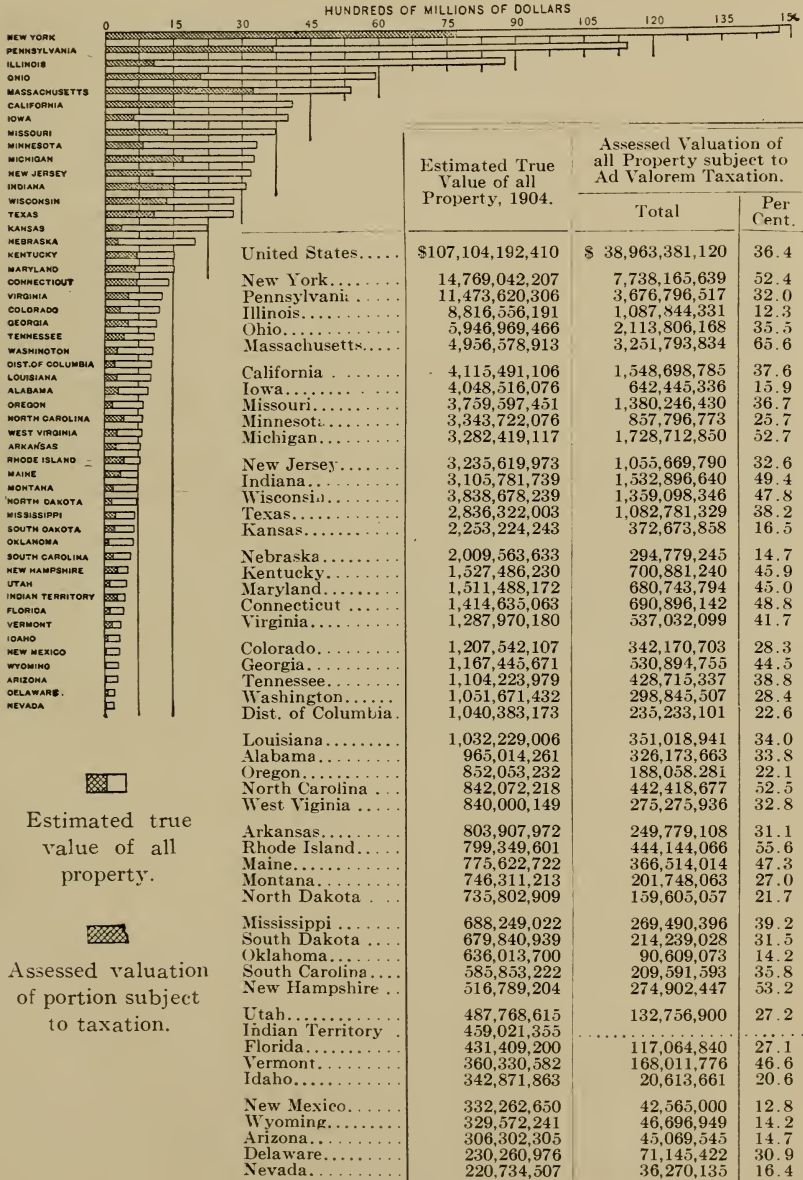 HUNDREDS OF MILLIONS OF DOLLARS
0 15 30 45 60 75 90 105 120 135 150
NEW YORK
PENNSYLVANIA
ILLINOIS
OHIO
MASSACHUSETTS
CALIFORNIA
IOWA
MISSOURI
MINNESOTA
MICHIGAN
NEW JERSEY
INDIANA
WISCONSIN
TEXAS
KANSAS
NEBRASKA
KENTUCKY
MARYLAND
CONNECTICUT
VIRGINIA
COLORADO
GEORGIA
TENNESSEE
WASHINGTON
DIST.OF COLUMBIA
LOUISIANA
ALABAMA
OREGON
NORTH CAROLINA
WEST VIRGINIA
ARKANSAS
RHODE ISLAND
MAINE
MONTANA
NORTH DAKOTA
MISSISSIPPI
SOUTH DAKOTA
OKLAHOMA
SOUTH CAROLINA
NEW HAMPSHIRE
UTAH
INDIAN TERRITORY
FLORIDA
VERMONT
IDAHO
NEW MEXICO
WYOMING
ARIZONA
DELAWARE.
NEVADA
Estimated true
value of all
property.
Assessed valuation
of portion subject
to taxation.
Estimated True
Value of all
Property, 1904.
Assessed Valuation of
all Property subject to
Ad Valorem Taxation.
Total
Per
Cent.
United States..... $107,104,192,410 $ 38,963,381,120 36.4
New York........ 14,769,042,207 7,738,165,639 52.4
Pennsylvania ..... 11,473,620,306 3,676,796,517 32.0
Illinois........... 8,816,556,191 1,087,844,331 12.3
Ohio............. 5,946,969,466 2,113,806,168 35.5
Massachusetts..... 4,956,578,913 3,251,793,834 65.6
California ........ 4,115,491,106 1,548,698,785 37.6
Iowa............. 4,048,516,076 642,445,336 15.9
Missouri.......... 3,759,597,451 1,380,246,430 36.7
Minnesota......... 3,343,722,076 857,796,773 25.7
Michigan......... 3,282,419,117 1,728,712,850 52.7
New Jersey....... 3,235,619,973 1,055,669,790 32.6
Indiana.......... 3,105,781,739 1,532,896,640 49.4
Wisconsin........ 3,838,678,239 1,359,098,346 47.8
Texas............ 2,836,322,003 1,082,781,329 38.2
Kansas........... 2,253,224,243 372,673,858 16.5
Nebraska......... 2,009,563,633 294,779,245 14.7
Kentucky......... 1,527,486,230 700,881,240 45.9
Maryland......... 1,511,488,172 680,743,794 45.0
Connecticut ...... 1,414,635,063 690,896,142 48.8
Virginia.......... 1,287,970,180 537,032,099 41.7
Colorado......... 1,207,542,107 342,170,703 28.3
Georgia.......... 1,167,445,671 530,894,755 44.5
Tennessee........ 1,104,223,979 428,715,337 38.8
Washington...... 1,051,671,432 298,845,507 28.4
Dist. of Columbia. 1,040,383,173 235,233,101 22.6
Louisiana......... 1,032,229,006 351,018,941 34.0
Alabama.......... 965,014,261 326,173,663 33.8
Oregon........... 852,053,232 188,058.281 22.1
North Carolina ... 842,072,218 442,418,677 52.5
West Viginia ..... 840,000,149 275,275,936 32.8
Arkansas......... 803,907,972 249,779,108 31.1
Rhode Island..... 799,349,601 444,144,066 55.6
Maine............ 775,622,722 366,514,014 47.3
Montana......... 746,311,213 201,748,063 27.0
North Dakota ... 735,802,909 159,605,057 21.7
Mississippi ....... 688,249,022 269,490,396 39.2
South Dakota .... 679,840,939 214,239,028 31.5
Oklahoma......... 636,013,700 90,609,073 14.2
South Carolina.... 585,853,222 209,591,593 35.8
New Hampshire .. 516,789,204 274,902,447 53.2
Utah............. 487,768,615 132,756,900 27.2
Indian Territory . 459,021,355 ..................
Florida........... 431,409,200 117,064,840 27.1
Vermont.......... 360,330,582 168,011,776 46.6
Idaho............ 342,871,863 20,613,661 20.6
New Mexico...... 332,262,650 42,565,000 12.8
Wyoming......... 329,572,241 46,696,949 14.2
Arizona.......... 306,302,305 45,069,545 14.7
Delaware......... 230,260,976 71,145,422 30.9
Nevada.......... 220,734,507 36,270,135 16.4